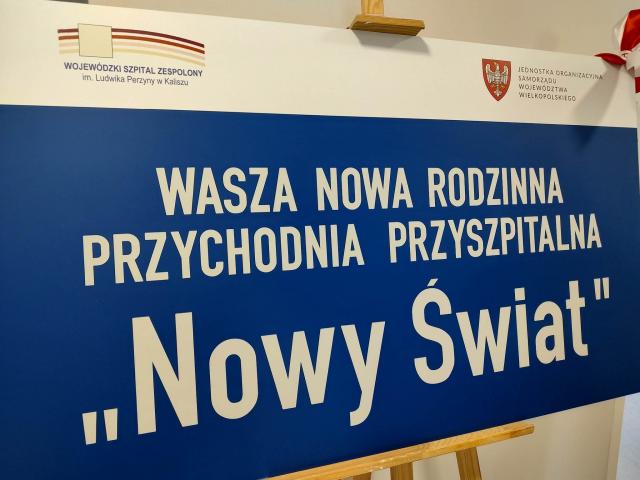 WOJEWÓDZKI SZPITAL ZESPOLONY
im. Ludwika Perzyny w Kaliszu
JEDNOSTKA ORGANIZACYJNA
SAMORZĄDU
WOJEWÓDZTWA
WIELKOPOLSKIEGO
WASZA NOWA RODZINNA
PRZYCHODNIA PRZYSZPITALNA
„Nowy Świat"